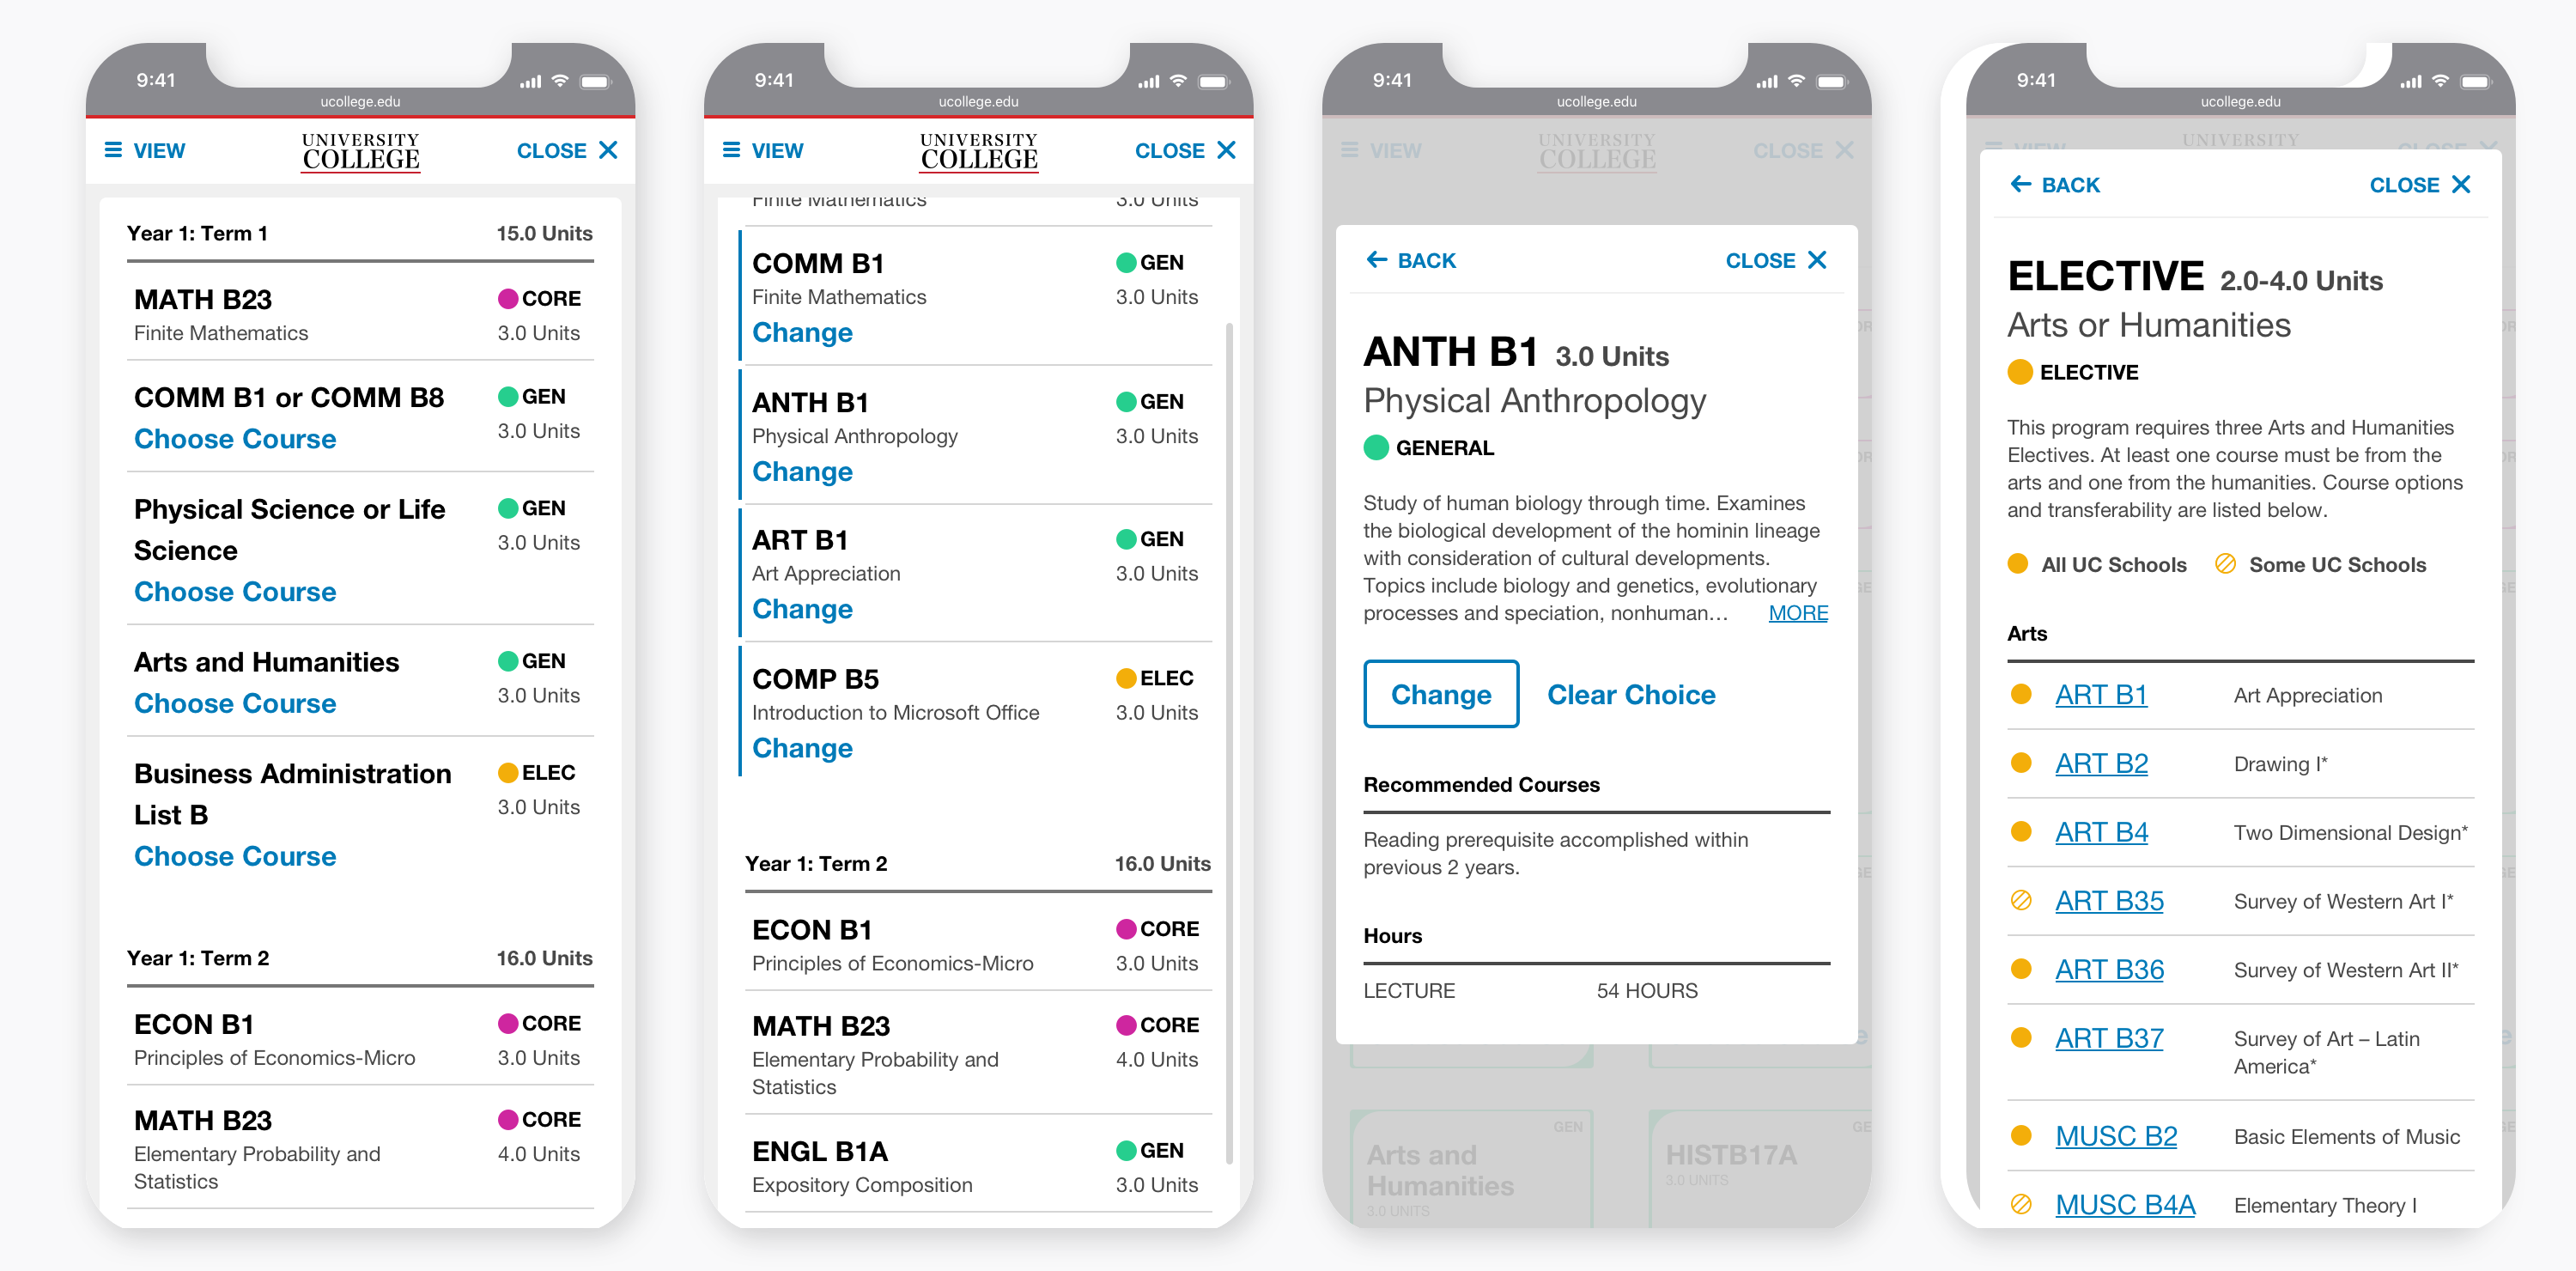 9:41
ucollege.edu
VIEW
UNIVERSITY
COLLEGE
CLOSE
Year 1: Term 1 15.0 Units
MATH B23 CORE
Finite Mathematics 3.0 Units
COMM B1 or COMM B8 GEN
Choose Course 3.0 Units
Physical Science or Life GEN
Science 3.0 Units
Choose Course
Arts and Humanities GEN
Choose Course 3.0 Units
Business Administration ELEC
List B 3.0 Units
Choose Course
Year 1: Term 2 16.0 Units
ECON B1 CORE
Principles of Economics-Micro 3.0 Units
MATH B23 CORE
Elementary Probability and 4.0 Units
Statistics
9:41
ucollege.edu
VIEW
UNIVERSITY
COLLEGE
CLOSE
Finite Mathematics 3.0 Units
COMM B1 GEN
Finite Mathematics 3.0 Units
Change
ANTH B1 GEN
Physical Anthropology 3.0 Units
Change
ART B1 GEN
Art Appreciation 3.0 Units
Change
COMP B5 ELEC
Introduction to Microsoft Office 3.0 Units
Change
Year 1: Term 2 16.0 Units
ECON B1 CORE
Principles of Economics-Micro 3.0 Units
MATH B23 CORE
Elementary Probability and 4.0 Units
Statistics
ENGL B1A GEN
Expository Composition 3.0 Units
9:41
ucollege.edu
VIEW
UNIVERSITY
COLLEGE
CLOSE
BACK CLOSE
ANTH B1 3.0 Units
Physical Anthropology
GENERAL
Study of human biology through time. Examines
the biological development of the hominin lineage
with consideration of cultural developments.
Topics include biology and genetics, evolutionary
processes and speciation, nonhuman… MORE
Change Clear Choice
Recommended Courses
Reading prerequisite accomplished within
previous 2 years.
Hours
LECTURE 54 HOURS
GEN
Arts and
Humanities
3.0 UNITS
GE
HISTB17A
3.0 UNITS
9:41
ucollege.edu
VIEW
UNIVERSITY
CLOSE
BACK CLOSE
ELECTIVE 2.0-4.0 Units
Arts or Humanities
ELECTIVE
This program requires three Arts and Humanities
Electives. At least one course must be from the
arts and one from the humanities. Course options
and transferability are listed below.
All UC Schools Some UC Schools
Arts
ART B1 Art Appreciation
ART B2 Drawing I*
ART B4 Two Dimensional Design*
ART B35 Survey of Western Art I*
ART B36 Survey of Western Art II*
ART B37 Survey of Art – Latin
America*
MUSC B2 Basic Elements of Music
MUSC B4A Elementary Theory I